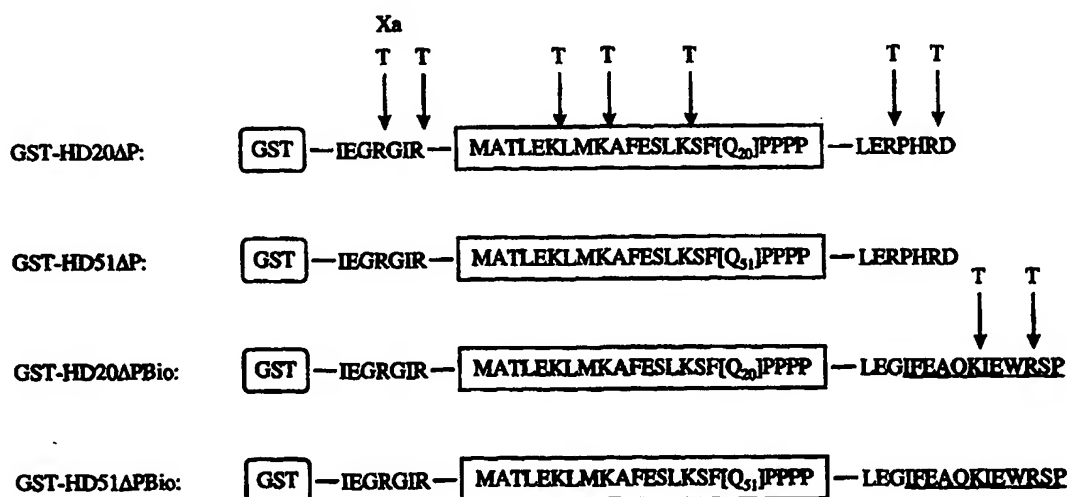 Xa
T T T T T T T
GST-HD20ΔP: GST IEGRGIR MATLEKLMKAFESLKSF[Q20]PPPP LERPHRD
GST-HD51ΔP: GST IEGRGIR MATLEKLMKAFESLKSF[Q51]PPPP LERPHRD
T T
GST-HD20ΔPBio: GST IEGRGIR MATLEKLMKAFESLKSF[Q20]PPPP LEGIFEAQKIEWRSP
GST-HD51ΔPBio: GST IEGRGIR MATLEKLMKAFESLKSF[Q51]PPPP LEGIFEAQKIEWRSP